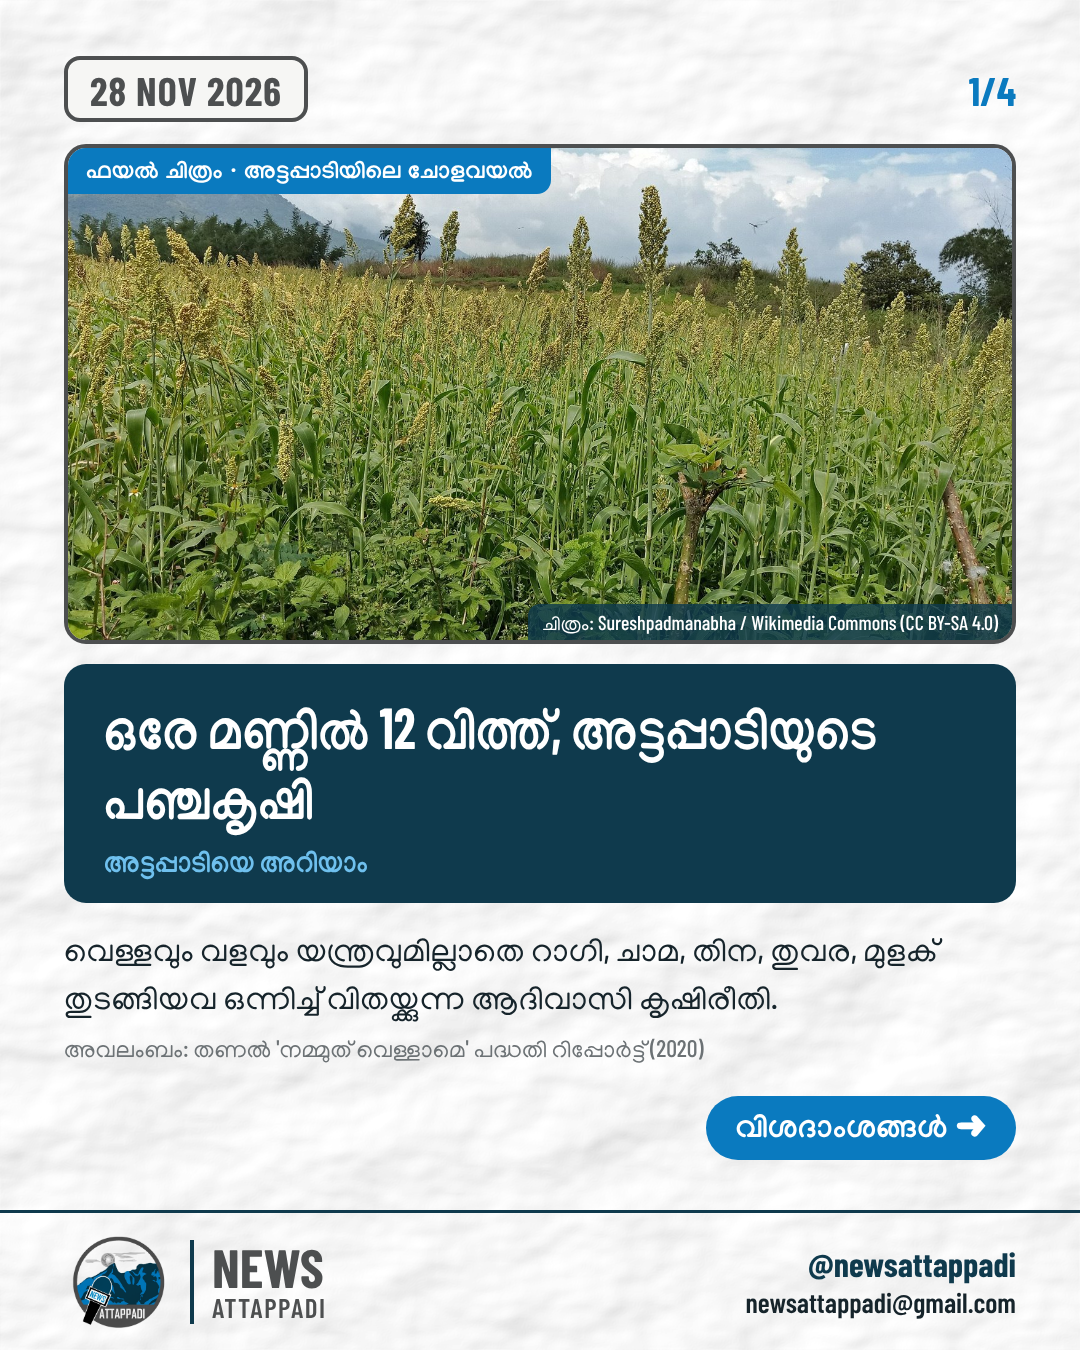 28 NOV 2026
1/4
ഫയൽ ചിത്രം · അട്ടപ്പാടിയിലെ ചോളവയൽ
ചിത്രം: Sureshpadmanabha / Wikimedia Commons (CC BY-SA 4.0)
ഒരേ മണ്ണിൽ 12 വിത്ത്, അട്ടപ്പാടിയുടെ
പഞ്ചകൃഷി
അട്ടപ്പാടിയെ അറിയാം
വെള്ളവും വളവും യന്ത്രവുമില്ലാതെ റാഗി, ചാമ, തിന, തുവര, മുളക്
തുടങ്ങിയവ ഒന്നിച്ച് വിതയ്ക്കുന്ന ആദിവാസി കൃഷിരീതി.
അവലംബം: തണൽ 'നമ്മുത് വെള്ളാമെ' പദ്ധതി റിപ്പോർട്ട് (2020)
വിശദാംശങ്ങൾ ➜
NEWS
ATTAPPADI
NEWS
ATTAPPADI
@newsattappadi
newsattappadi@gmail.com